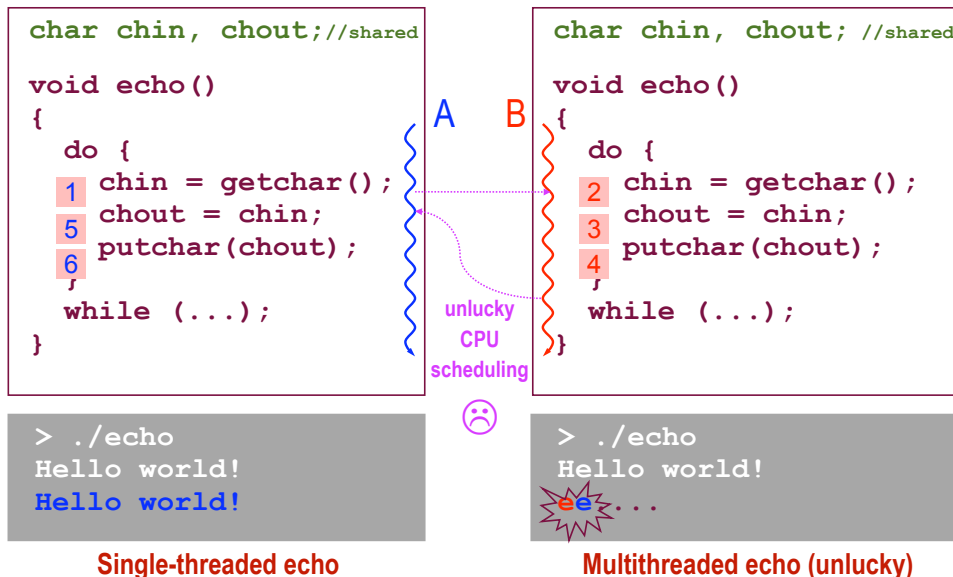 char chin, chout;//shared
void echo()
{
do {
1 chin = getchar();
5 chout = chin;
6 putchar(chout);
}
while (...);
}
A B
char chin, chout; //shared
void echo()
{
do {
2 chin = getchar();
3 chout = chin;
4 putchar(chout);
}
while (...);
}
unlucky
CPU
scheduling
> ./echo
Hello world!
Hello world!
Single-threaded echo
> ./echo
Hello world!
ee....
Multithreaded echo (unlucky)